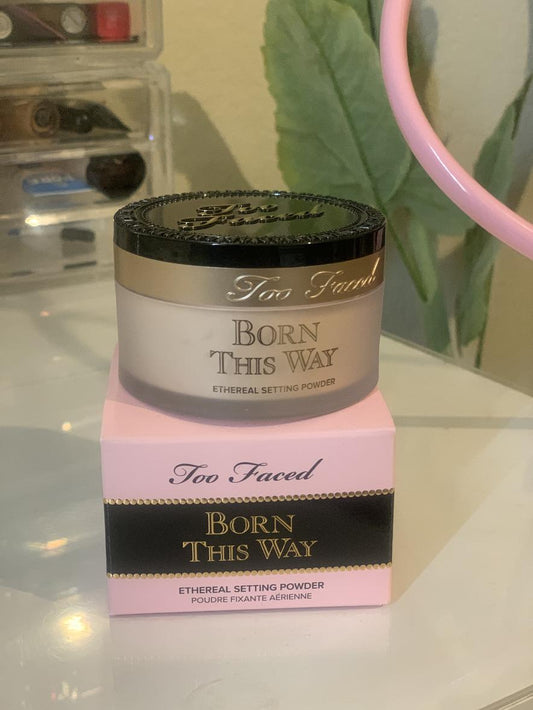 Too
Faced
Too Faced
BORN
THIS WAY
ETHEREAL SETTING POWDER
Too Faced
BORN
THIS WAY
ETHEREAL SETTING POWDER
POUDRE FIXANTE AÉRIENNE